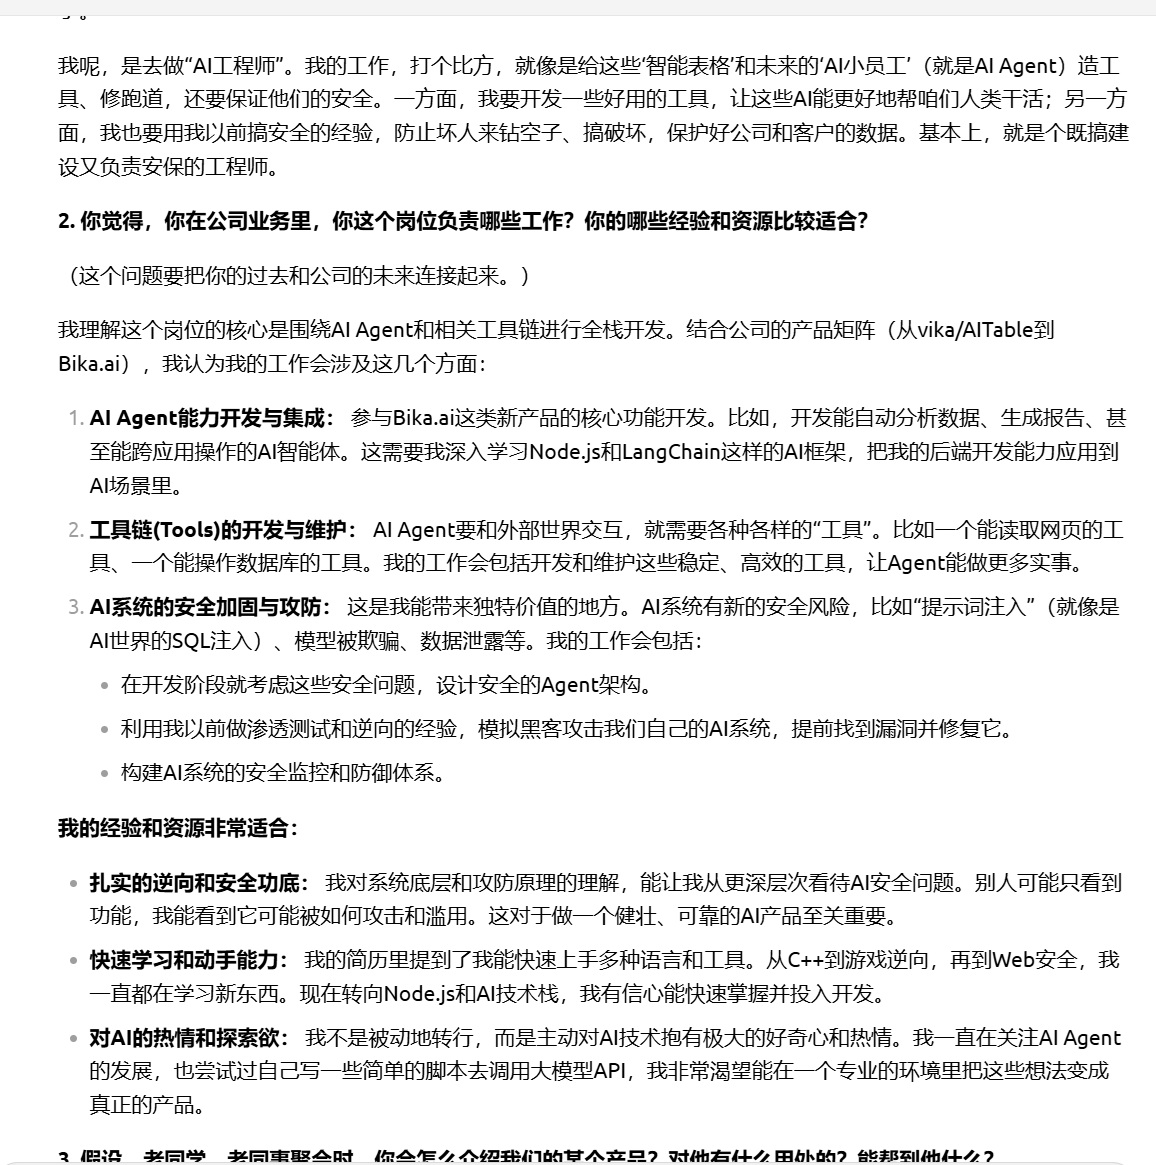 我呢，是去做“AI工程师”。我的工作，打个比方，就像是给这些‘智能表格’和未来的‘AI小员工’（就是AI Agent）造工
具、修跑道，还要保证他们的安全。一方面，我要开发一些好用的工具，让这些AI能更好地帮咱们人类干活；另一方
面，我也要用我以前搞安全的经验，防止坏人来钻空子、搞破坏，保护好公司和客户的数据。基本上，就是个既搞建
设又负责安保的工程师。
2. 你觉得，你在公司业务里，你这个岗位负责哪些工作？你的哪些经验和资源比较适合？
（这个问题要把你的过去和公司的未来连接起来。）
我理解这个岗位的核心是围绕AI Agent和相关工具链进行全栈开发。结合公司的产品矩阵（从vika/AITable到
Bika.ai），我认为我的工作会涉及这几个方面：
1. AI Agent能力开发与集成： 参与Bika.ai这类新产品的核心功能开发。比如，开发能自动分析数据、生成报告、甚
至能跨应用操作的AI智能体。这需要我深入学习Node.js和LangChain这样的AI框架，把我的后端开发能力应用到
AI场景里。
2. 工具链(Tools)的开发与维护： AI Agent要和外部世界交互，就需要各种各样的“工具”。比如一个能读取网页的工
具、一个能操作数据库的工具。我的工作会包括开发和维护这些稳定、高效的工具，让Agent能做更多实事。
3. AI系统的安全加固与攻防： 这是我能带来独特价值的地方。AI系统有新的安全风险，比如“提示词注入”（就像是
AI世界的SQL注入）、模型被欺骗、数据泄露等。我的工作会包括：
• 在开发阶段就考虑这些安全问题，设计安全的Agent架构。
• 利用我以前做渗透测试和逆向的经验，模拟黑客攻击我们自己的AI系统，提前找到漏洞并修复它。
• 构建AI系统的安全监控和防御体系。
我的经验和资源非常适合：
• 扎实的逆向和安全功底： 我对系统底层和攻防原理的理解，能让我从更深层次看待AI安全问题。别人可能只看到
功能，我能看到它可能被如何攻击和滥用。这对于做一个健壮、可靠的AI产品至关重要。
• 快速学习和动手能力： 我的简历里提到了我能快速上手多种语言和工具。从C++到游戏逆向，再到Web安全，我
一直都在学习新东西。现在转向Node.js和AI技术栈，我有信心能快速掌握并投入开发。
• 对AI的热情和探索欲： 我不是被动地转行，而是主动对AI技术抱有极大的好奇心和热情。我一直在关注AI Agent
的发展，也尝试过自己写一些简单的脚本去调用大模型API，我非常渴望能在一个专业的环境里把这些想法变成
真正的产品。
3. 假设，老同学、老同事聚会时，你会怎么介绍我们的某个产品？对他有什么用处的？能帮到他什么？